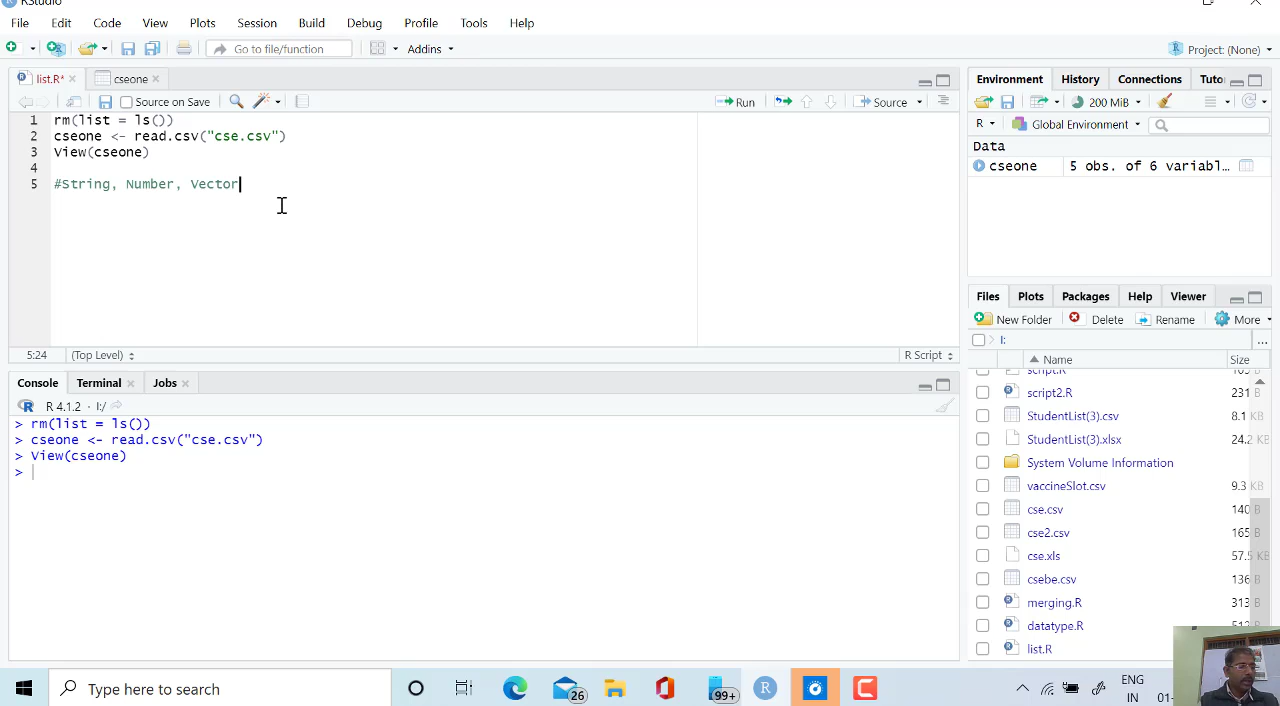 RStudio
File Edit Code View Plots Session Build Debug Profile Tools Help
Go to file/function Addins Project: (None)
list.R* cseone
Source on Save Run Source
1 rm(list = ls())
2 cseone <- read.csv("cse.csv")
3 View(cseone)
4
5 #String, Number, Vector
5:24 (Top Level) R Script
Console Terminal Jobs
R 4.1.2 · I:/
> rm(list = ls())
> cseone <- read.csv("cse.csv")
> View(cseone)
>
Environment History Connections Tuto
200 MiB
R Global Environment
Data
cseone 5 obs. of 6 variabl…
Files Plots Packages Help Viewer
New Folder Delete Rename More
I: ...
Name Size
script.R
script2.R 231 B
StudentList(3).csv 8.1 KB
StudentList(3).xlsx 24.2 KB
System Volume Information
vaccineSlot.csv 9.3 KB
cse.csv 140 B
cse2.csv 165 B
cse.xls 57.5 KB
csebe.csv 136 B
merging.R 313 B
datatype.R
list.R
Type here to search 26 99+ R ENG
IN 01-